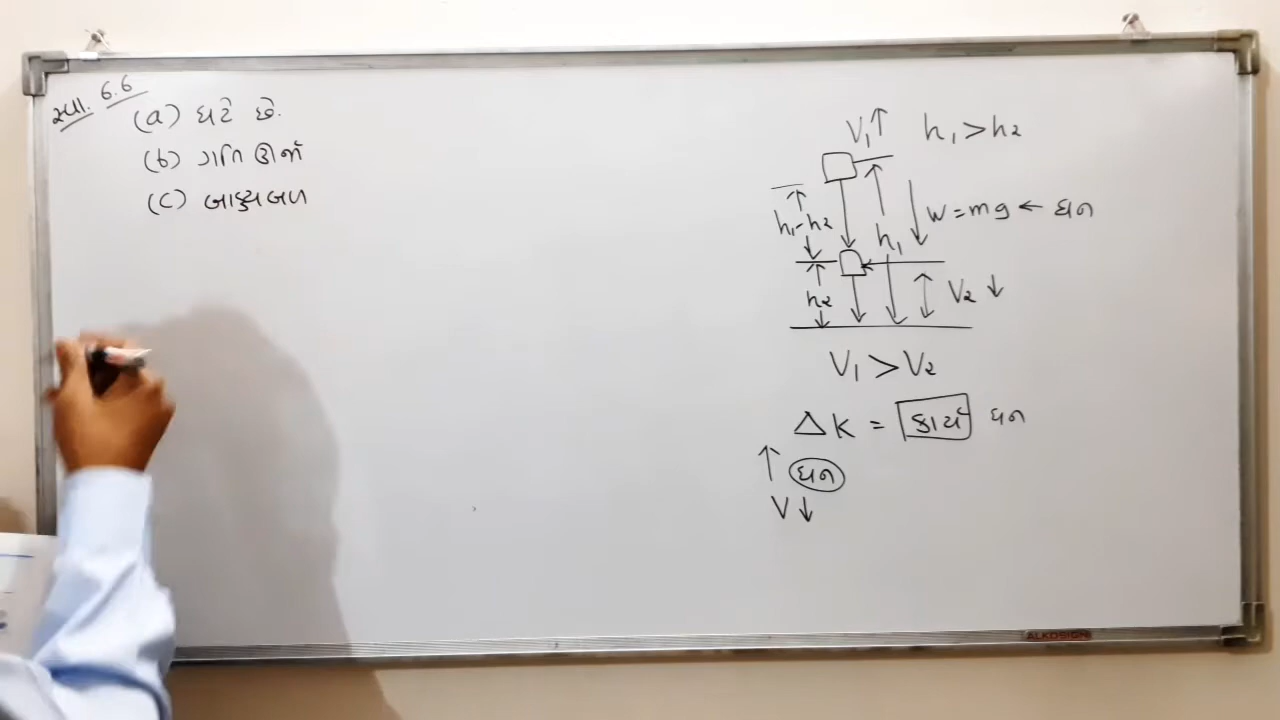 સ્વા. 6.6
(a) ઘટે છે.
(b) ગતિ ઊર્જા
(c) બાહ્યબળ
V₁ ↑ h₁ > h₂
h₁-h₂
h₁
W = mg ← ધન
h₂
V₂ ↓
V₁ > V₂
Δ K = કાર્ય ધન
↑ ધન
V ↓
ALKOSIGN